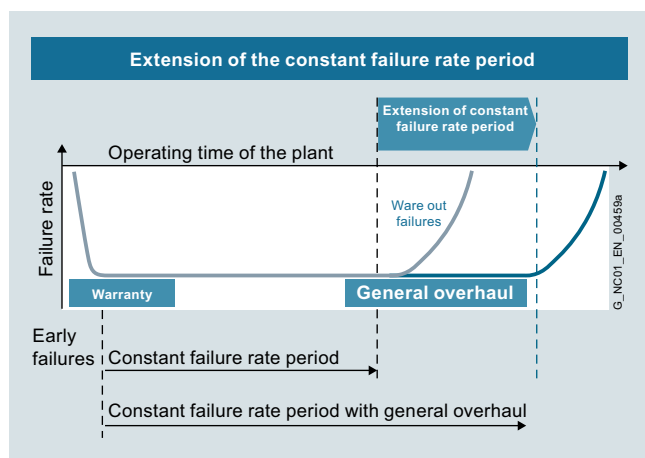 Extension of the constant failure rate period
Extension of constant
failure rate period
Operating time of the plant
Failure rate
Ware out
failures
G_NC01_EN_00459a
Warranty
General overhaul
Early
failures
Constant failure rate period
Constant failure rate period with general overhaul